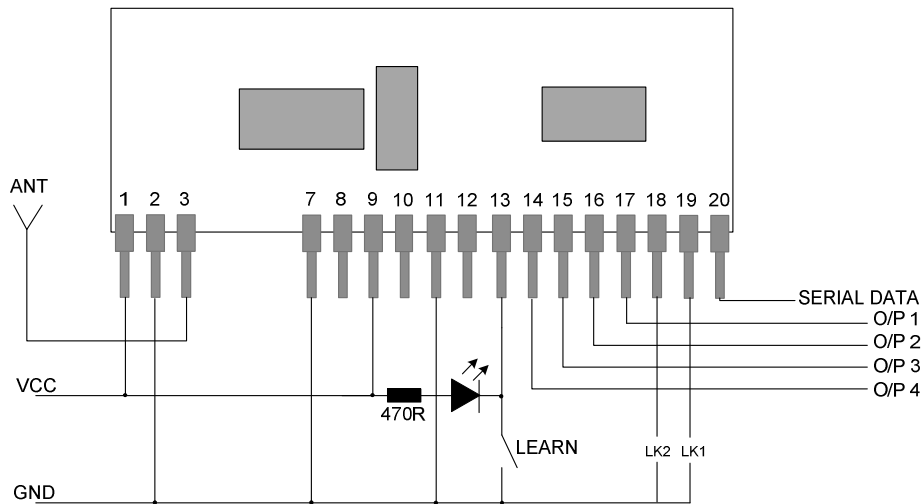 ANT
1 2 3 7 8 9 10 11 12 13 14 15 16 17 18 19 20
SERIAL DATA
O/P 1
O/P 2
O/P 3
O/P 4
VCC
470R
LEARN
LK2 LK1
GND